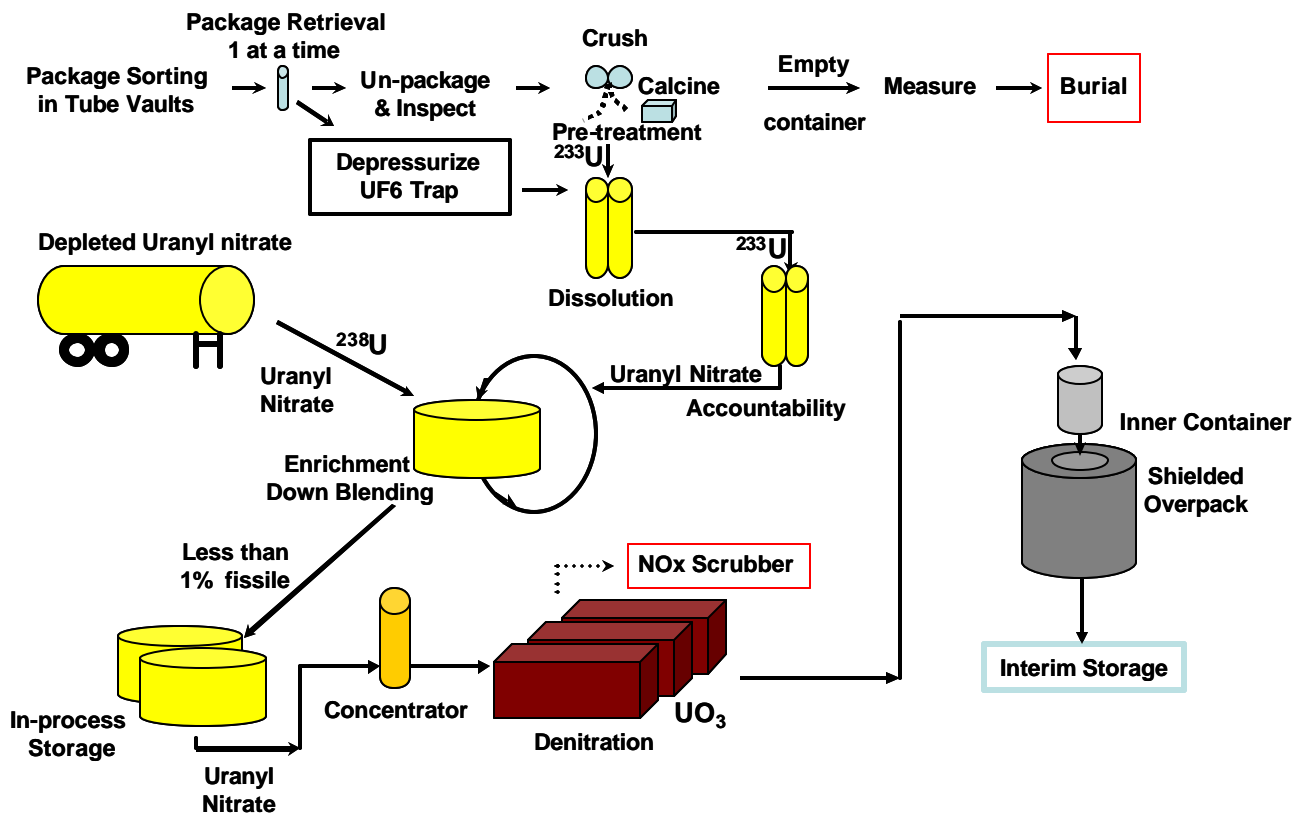 Package Retrieval
1 at a time
Package Sorting
in Tube Vaults
Un-package
& Inspect
Crush
Calcine
Pre-treatment
Empty
container
Measure
Burial
Depressurize
UF6 Trap
²³³U
Dissolution
²³³U
Depleted Uranyl nitrate
²³⁸U
Uranyl
Nitrate
Uranyl Nitrate
Accountability
Enrichment
Down Blending
Less than
1% fissile
In-process
Storage
Uranyl
Nitrate
Concentrator
NOx Scrubber
UO₃
Denitration
Inner Container
Shielded
Overpack
Interim Storage